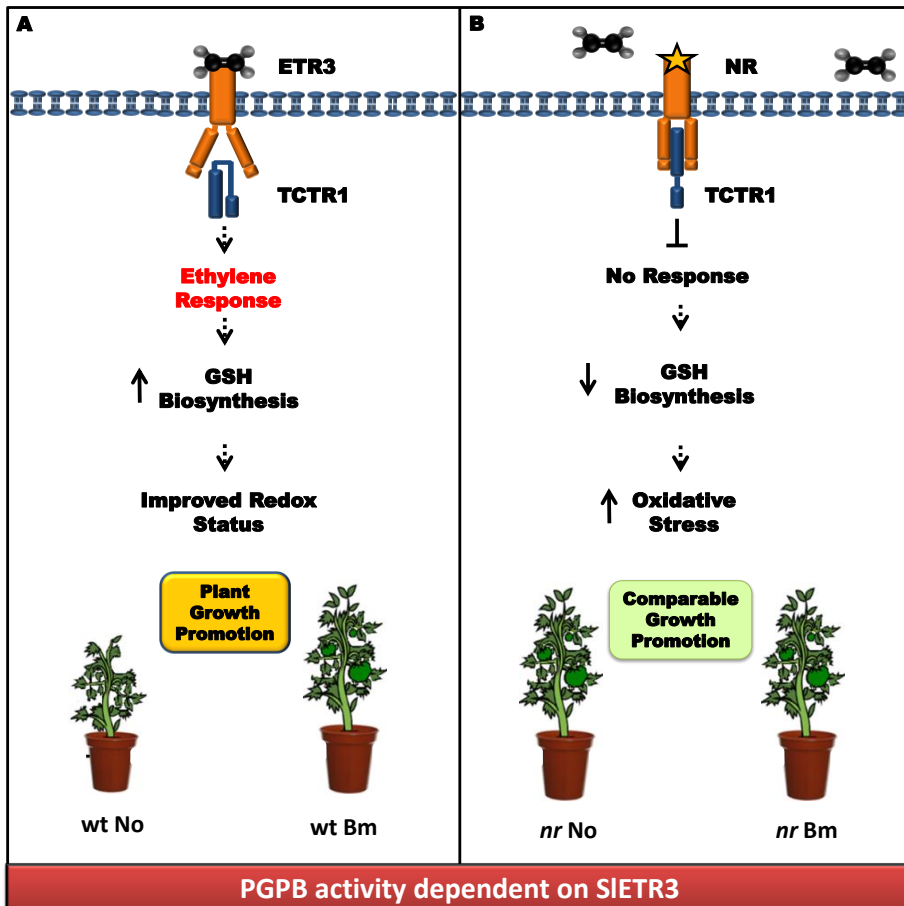 A
ETR3
TCTR1
Ethylene
Response
GSH
Biosynthesis
Improved Redox
Status
Plant
Growth
Promotion
wt No
wt Bm
B
NR
TCTR1
No Response
GSH
Biosynthesis
Oxidative
Stress
Comparable
Growth
Promotion
nr No
nr Bm
PGPB activity dependent on SlETR3